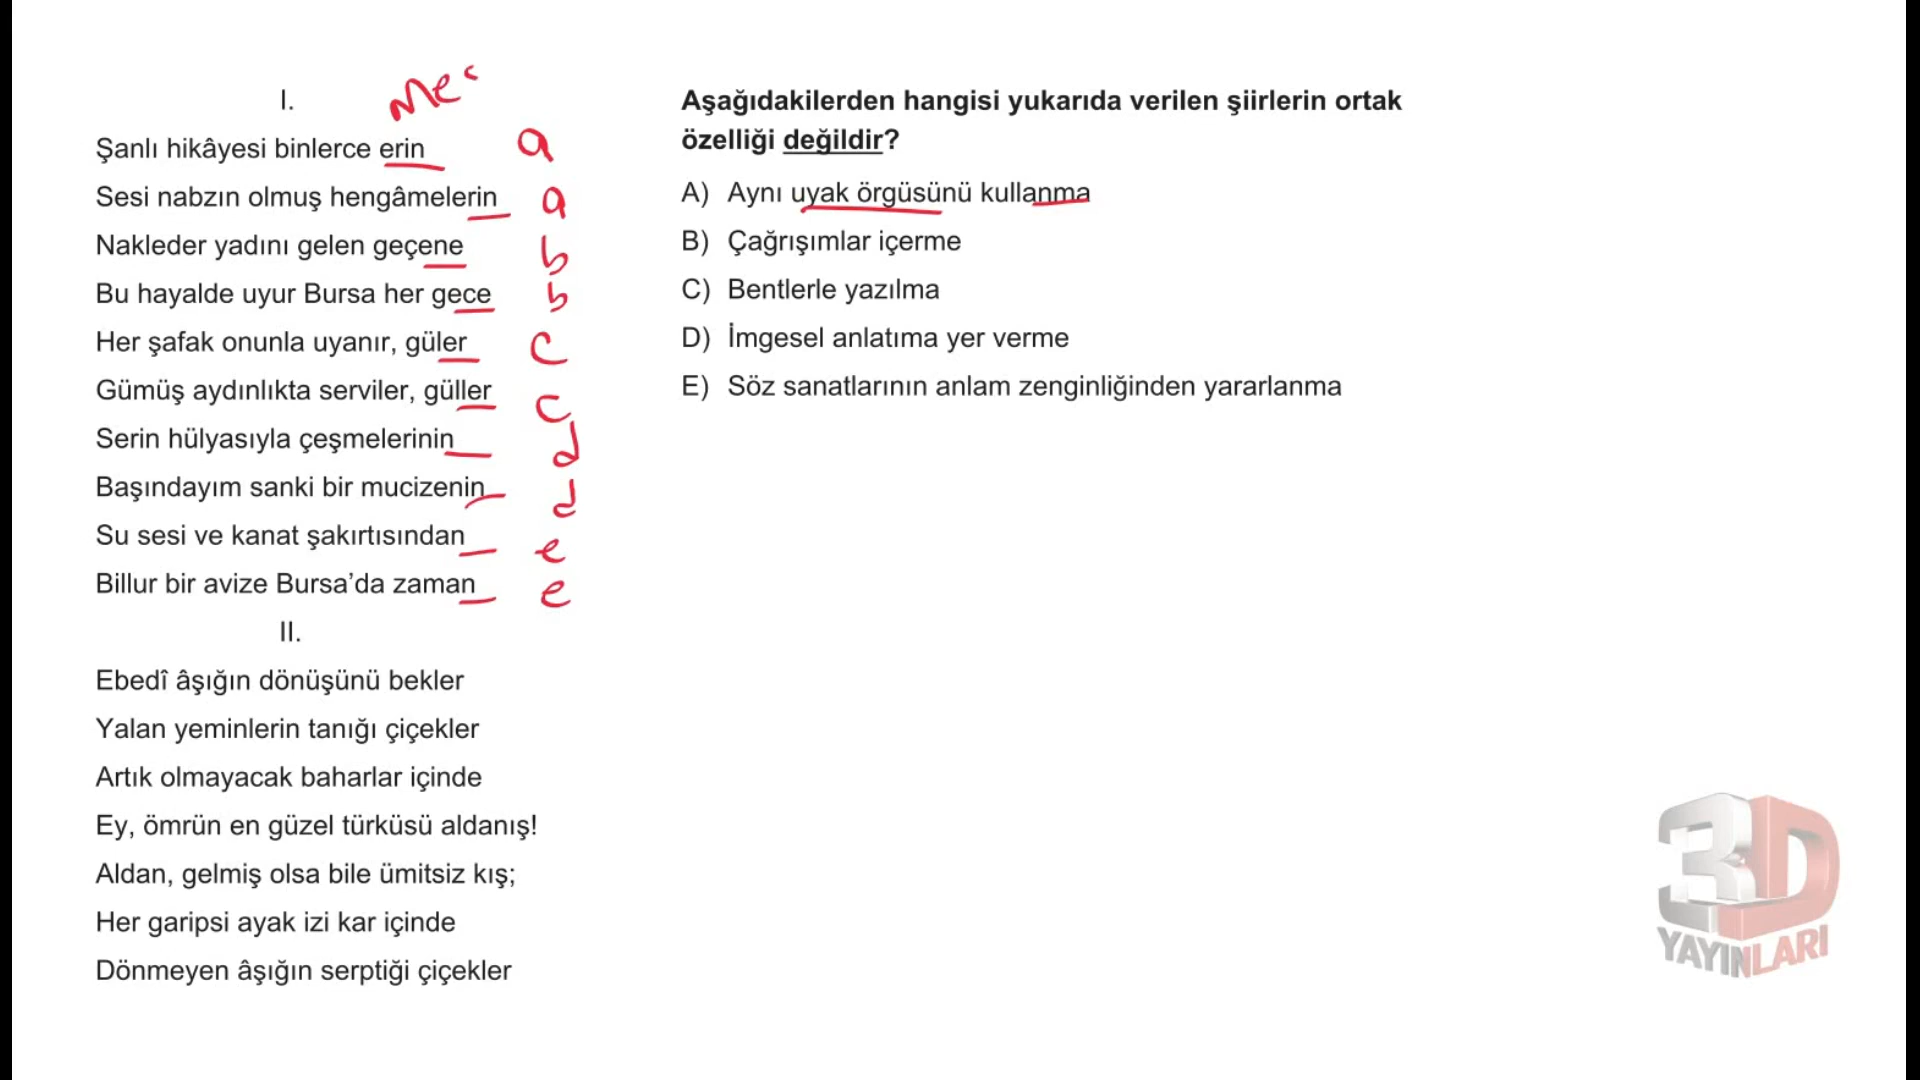 I.
Me
Şanlı hikâyesi binlerce erin a
Sesi nabzın olmuş hengâmelerin a
Nakleder yadını gelen geçene b
Bu hayalde uyur Bursa her gece b
Her şafak onunla uyanır, güler c
Gümüş aydınlıkta serviler, güller c
Serin hülyasıyla çeşmelerinin d
Başındayım sanki bir mucizenin d
Su sesi ve kanat şakırtısından e
Billur bir avize Bursa’da zaman e
II.
Ebedî âşığın dönüşünü bekler
Yalan yeminlerin tanığı çiçekler
Artık olmayacak baharlar içinde
Ey, ömrün en güzel türküsü aldanış!
Aldan, gelmiş olsa bile ümitsiz kış;
Her garipsi ayak izi kar içinde
Dönmeyen âşığın serptiği çiçekler
Aşağıdakilerden hangisi yukarıda verilen şiirlerin ortak
özelliği değildir?
A) Aynı uyak örgüsünü kullanma
B) Çağrışımlar içerme
C) Bentlerle yazılma
D) İmgesel anlatıma yer verme
E) Söz sanatlarının anlam zenginliğinden yararlanma
3D
YAYINLARI